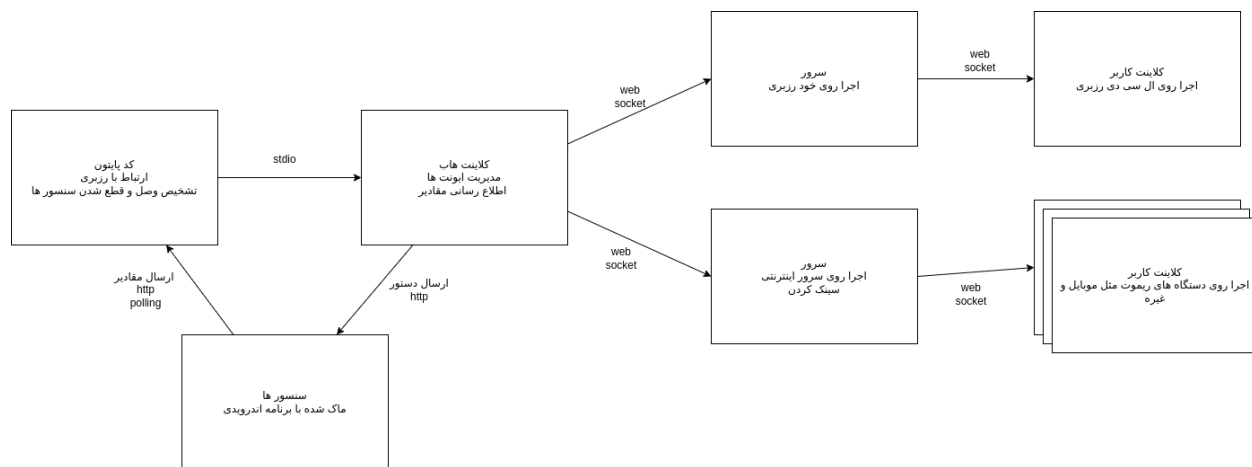 کد پایتون
ارتباط با رزبری
تشخیص وصل و قطع شدن سنسور ها
stdio
کلاینت هاب
مدیریت ایونت ها
اطلاع رسانی مقادیر
web
socket
سرور
اجرا روی خود رزبری
web
socket
کلاینت کاربر
اجرا روی ال سی دی رزبری
web
socket
سرور
اجرا روی سرور اینترنتی
سینک کردن
web
socket
کلاینت کاربر
اجرا روی دستگاه های ریموت مثل موبایل و
غیره
ارسال مقادیر
http
polling
ارسال دستور
http
سنسور ها
ماک شده با برنامه اندرویدی